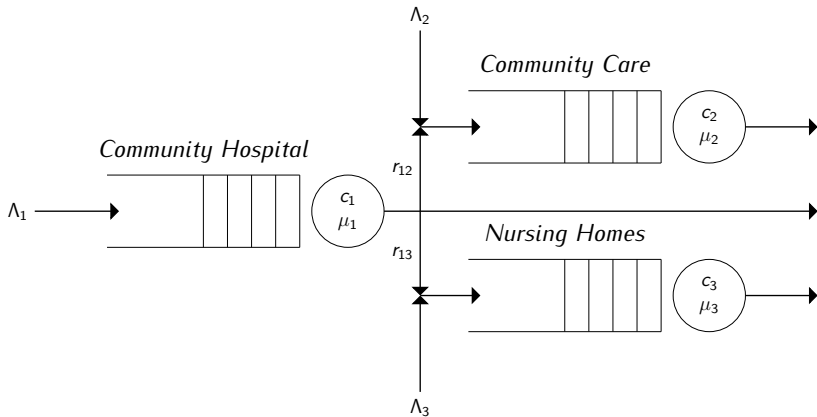 Λ2
Community Care
c2
μ2
Community Hospital
r12
Λ1
c1
μ1
Nursing Homes
r13
c3
μ3
Λ3